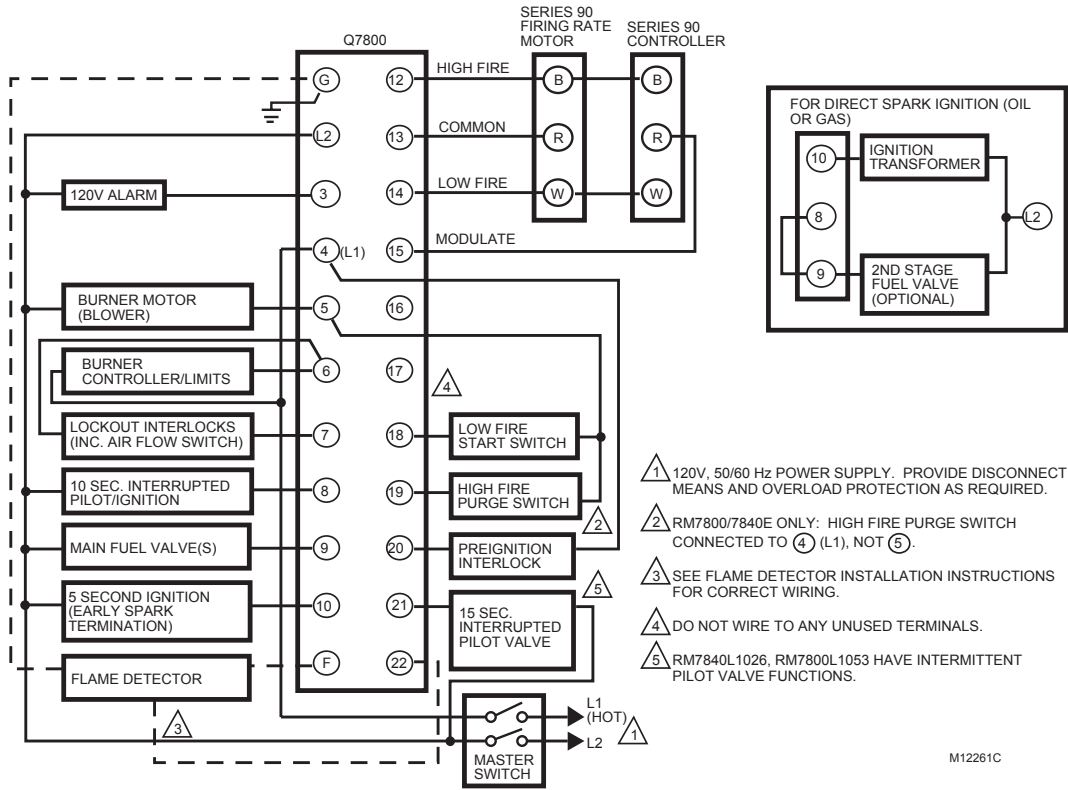 Q7800
SERIES 90
FIRING RATE
MOTOR
SERIES 90
CONTROLLER
G
L2
3
4
(L1)
5
6
7
8
9
10
F
12
13
14
15
16
17
18
19
20
21
22
HIGH FIRE
COMMON
LOW FIRE
MODULATE
B
R
W
B
R
W
120V ALARM
BURNER MOTOR
(BLOWER)
BURNER
CONTROLLER/LIMITS
LOCKOUT INTERLOCKS
(INC. AIR FLOW SWITCH)
10 SEC. INTERRUPTED
PILOT/IGNITION
MAIN FUEL VALVE(S)
5 SECOND IGNITION
(EARLY SPARK
TERMINATION)
FLAME DETECTOR
3
4
LOW FIRE
START SWITCH
HIGH FIRE
PURGE SWITCH
2
PREIGNITION
INTERLOCK
5
15 SEC.
INTERRUPTED
PILOT VALVE
L1
(HOT)
L2
1
MASTER
SWITCH
FOR DIRECT SPARK IGNITION (OIL
OR GAS)
10
8
9
IGNITION
TRANSFORMER
2ND STAGE
FUEL VALVE
(OPTIONAL)
L2
1 120V, 50/60 Hz POWER SUPPLY. PROVIDE DISCONNECT
MEANS AND OVERLOAD PROTECTION AS REQUIRED.
2 RM7800/7840E ONLY: HIGH FIRE PURGE SWITCH
CONNECTED TO 4 (L1), NOT 5.
3 SEE FLAME DETECTOR INSTALLATION INSTRUCTIONS
FOR CORRECT WIRING.
4 DO NOT WIRE TO ANY UNUSED TERMINALS.
5 RM7840L1026, RM7800L1053 HAVE INTERMITTENT
PILOT VALVE FUNCTIONS.
M12261C